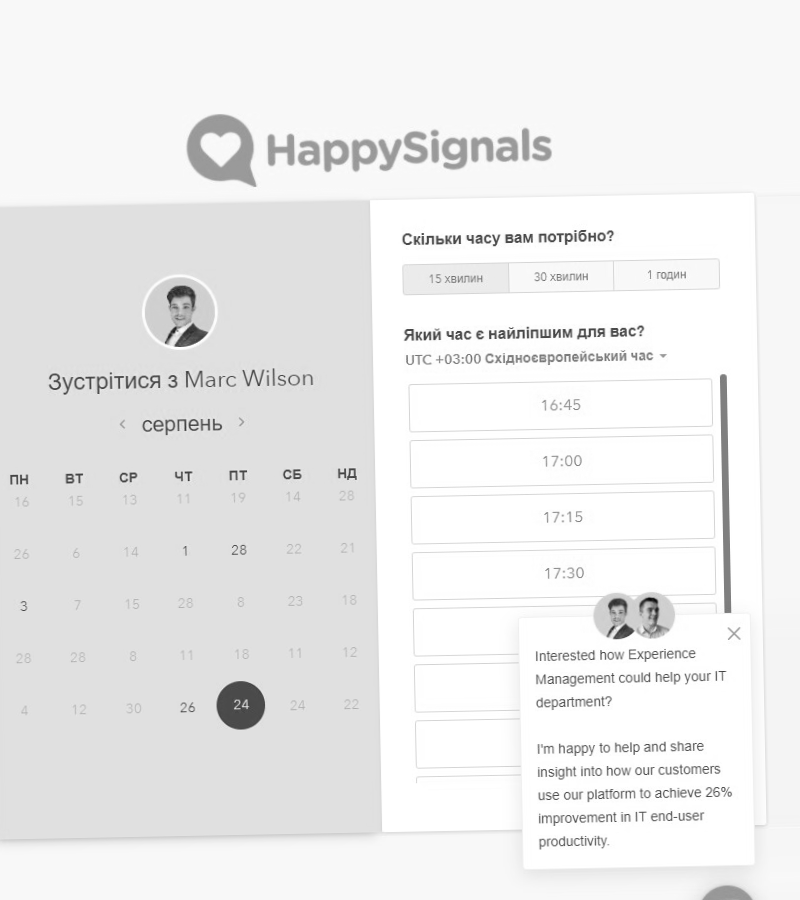 HappySignals
Зустрітися з Marc Wilson
серпень
ПН ВТ СР ЧТ ПТ СБ НД
16 15 13 11 19 14 28
26 6 14 1 28 22 21
3 7 15 28 8 23 18
28 28 8 11 18 11 12
4 12 30 26 24 24 22
Скільки часу вам потрібно?
15 хвилин 30 хвилин 1 годин
Який час є найліпшим для вас?
UTC +03:00 Східноєвропейський час
16:45
17:00
17:15
17:30
Interested how Experience
Management could help your IT
department?
I'm happy to help and share
insight into how our customers
use our platform to achieve 26%
improvement in IT end-user
productivity.